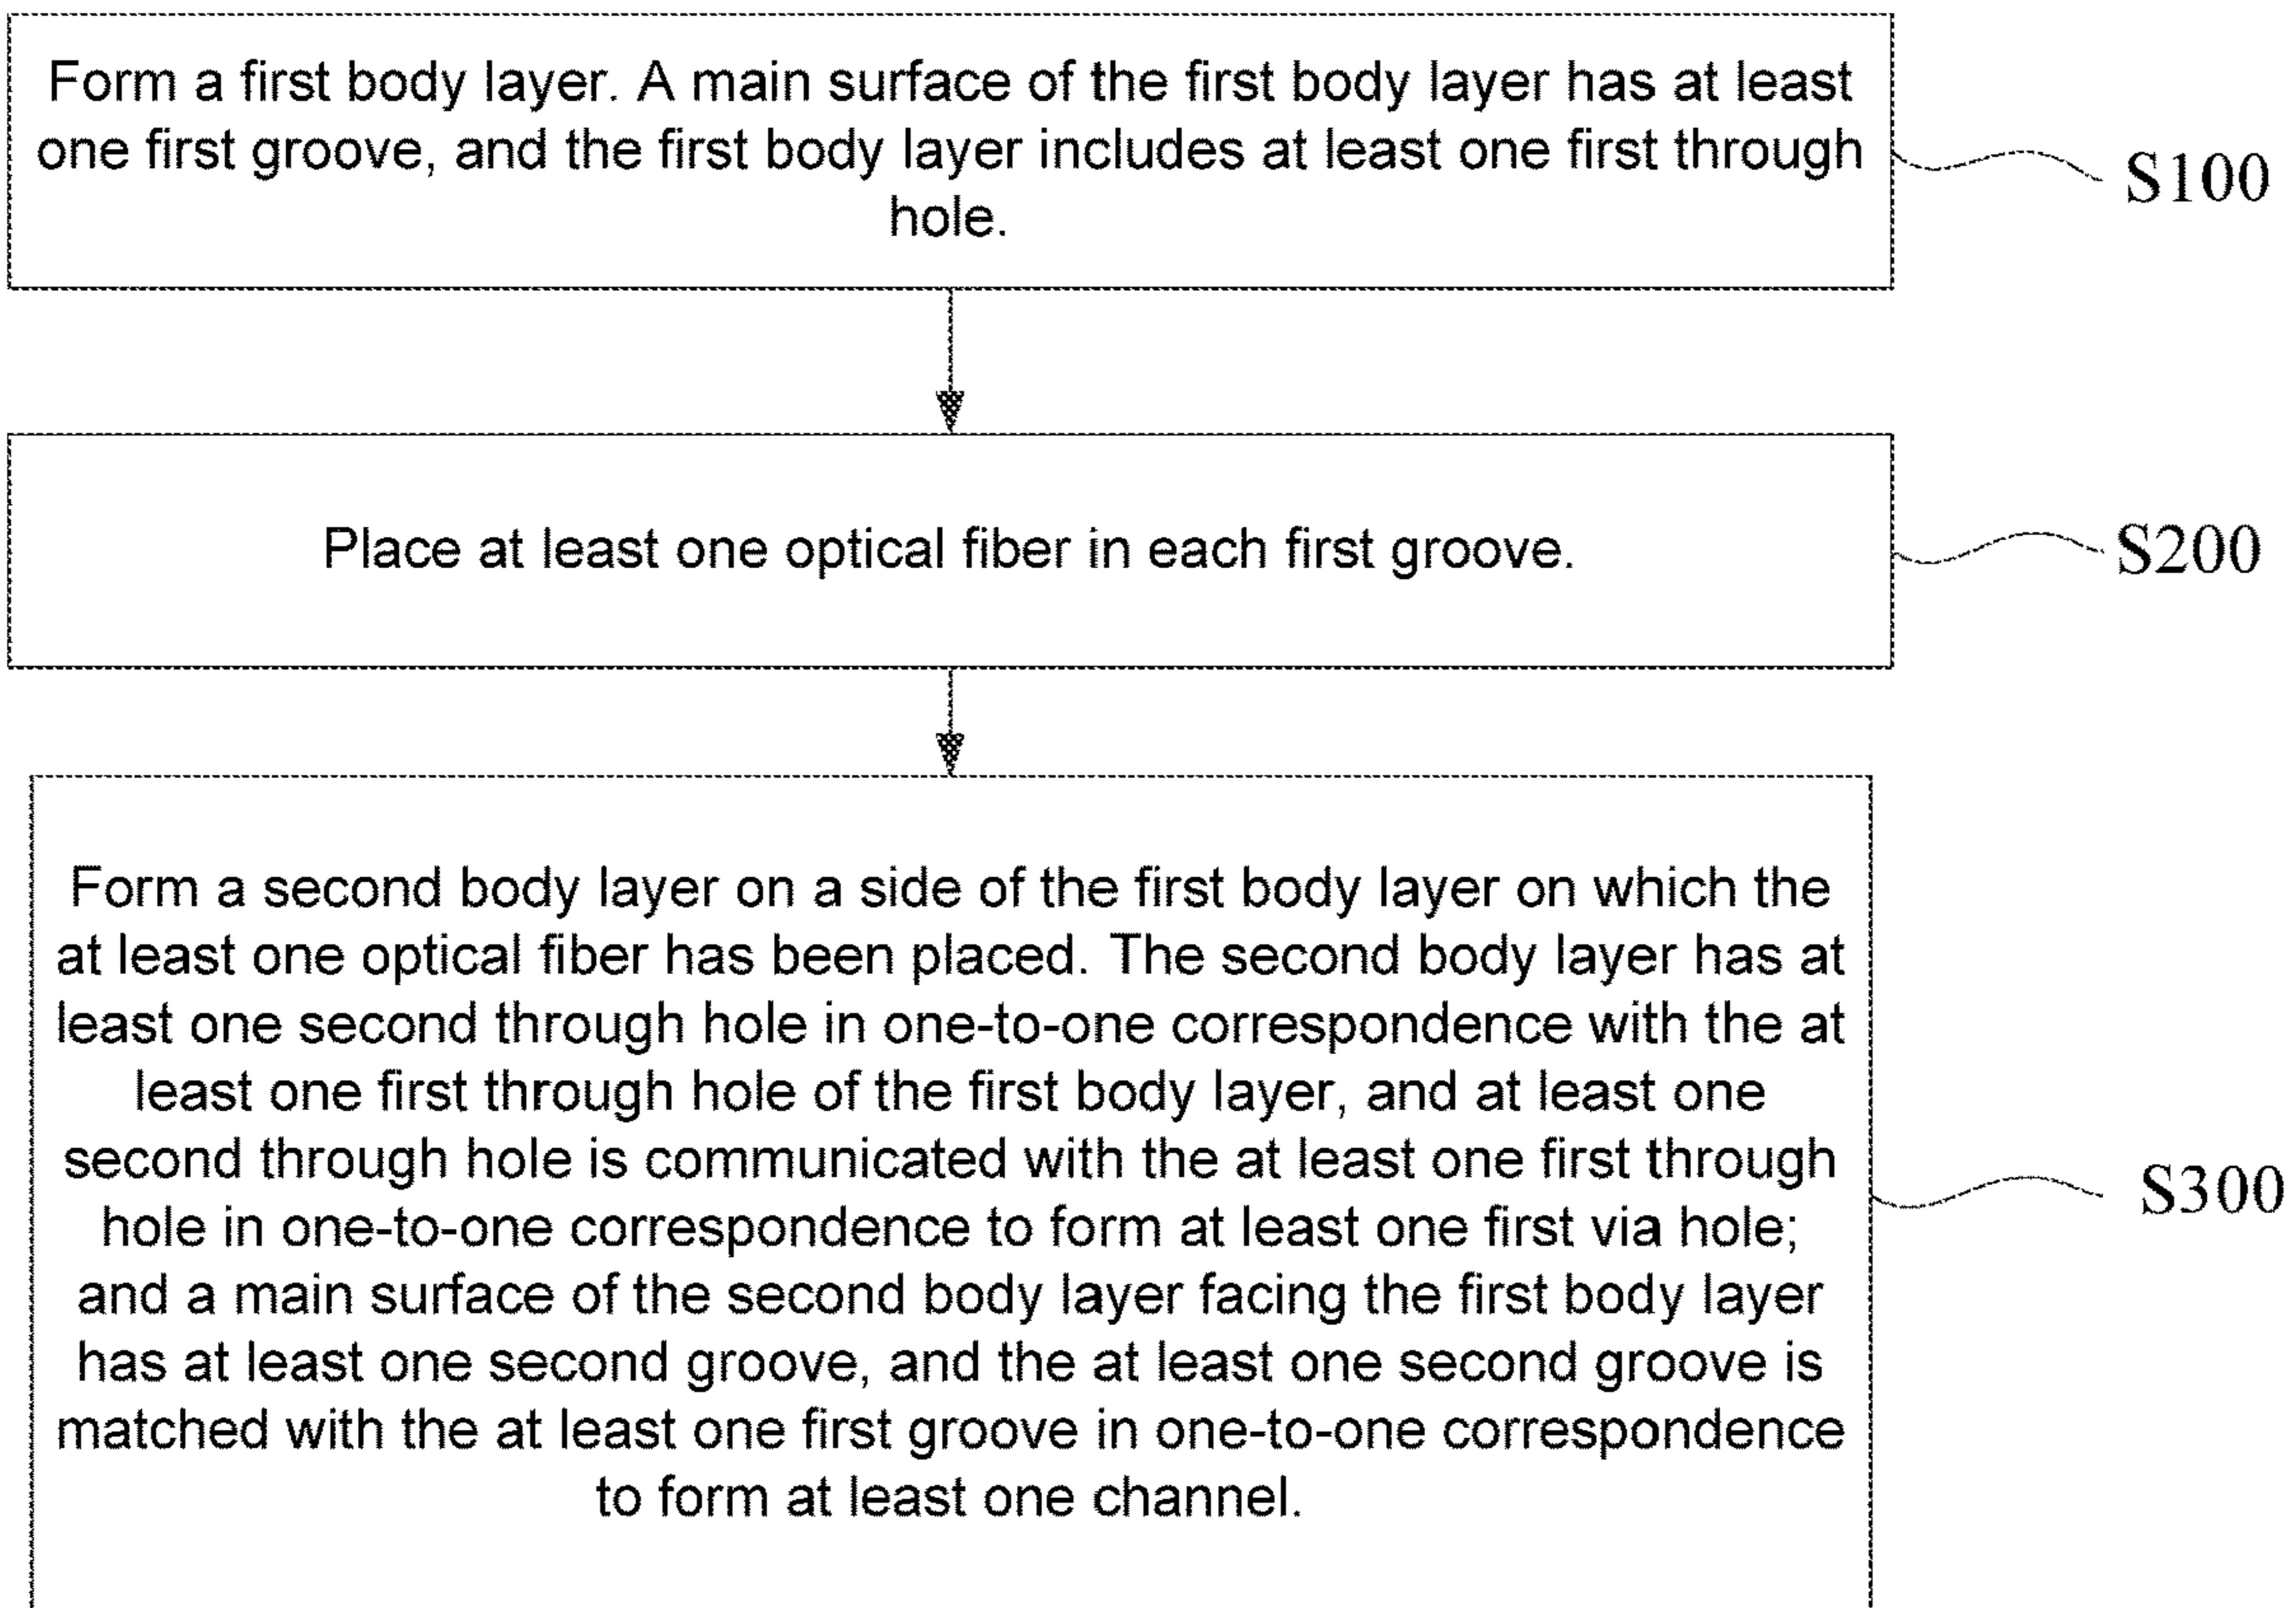 Form a first body layer. A main surface of the first body layer has at least
one first groove, and the first body layer includes at least one first through
hole.
S100
Place at least one optical fiber in each first groove.
S200
Form a second body layer on a side of the first body layer on which the
at least one optical fiber has been placed. The second body layer has at
least one second through hole in one-to-one correspondence with the at
least one first through hole of the first body layer, and at least one
second through hole is communicated with the at least one first through
hole in one-to-one correspondence to form at least one first via hole;
and a main surface of the second body layer facing the first body layer
has at least one second groove, and the at least one second groove is
matched with the at least one first groove in one-to-one correspondence
to form at least one channel.
S300